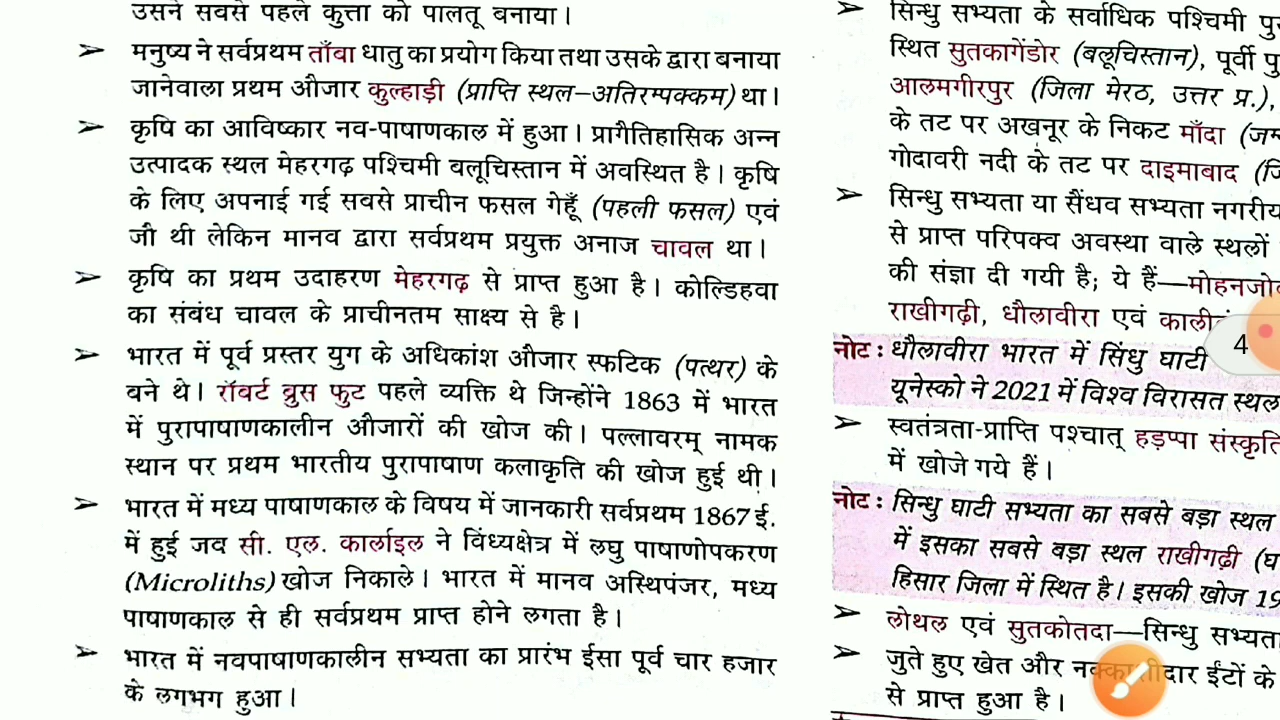 उसने सबसे पहले कुत्ता को पालतू बनाया।
➢ मनुष्य ने सर्वप्रथम ताँबा धातु का प्रयोग किया तथा उसके द्वारा बनाया
जानेवाला प्रथम औजार कुल्हाड़ी (प्राप्ति स्थल–अतिरम्पक्कम) था।
➢ कृषि का आविष्कार नव-पाषाणकाल में हुआ। प्रागैतिहासिक अन्न
उत्पादक स्थल मेहरगढ़ पश्चिमी बलूचिस्तान में अवस्थित है। कृषि
के लिए अपनाई गई सबसे प्राचीन फसल गेहूँ (पहली फसल) एवं
जौ थी लेकिन मानव द्वारा सर्वप्रथम प्रयुक्त अनाज चावल था।
➢ कृषि का प्रथम उदाहरण मेहरगढ़ से प्राप्त हुआ है। कोल्डिहवा
का संबंध चावल के प्राचीनतम साक्ष्य से है।
➢ भारत में पूर्व प्रस्तर युग के अधिकांश औजार स्फटिक (पत्थर) के
बने थे। रॉबर्ट ब्रुस फुट पहले व्यक्ति थे जिन्होंने 1863 में भारत
में पुरापाषाणकालीन औजारों की खोज की। पल्लावरम् नामक
स्थान पर प्रथम भारतीय पुरापाषाण कलाकृति की खोज हुई थी।
➢ भारत में मध्य पाषाणकाल के विषय में जानकारी सर्वप्रथम 1867 ई.
में हुई जव सी. एल. कार्लाइल ने विंध्यक्षेत्र में लघु पाषाणोपकरण
(Microliths) खोज निकाले। भारत में मानव अस्थिपंजर, मध्य
पाषाणकाल से ही सर्वप्रथम प्राप्त होने लगता है।
➢ भारत में नवपाषाणकालीन सभ्यता का प्रारंभ ईसा पूर्व चार हजार
के लगभग हुआ।
➢ सिन्धु सभ्यता के सर्वाधिक पश्चिमी
स्थित सुतकागेंडोर (बलूचिस्तान), पूर्वी
आलमगीरपुर (जिला मेरठ, उत्तर प्र.),
के तट पर अखनूर के निकट माँदा
गोदावरी नदी के तट पर दाइमाबाद
➢ सिन्धु सभ्यता या सैंधव सभ्यता नगरीय
से प्राप्त परिपक्व अवस्था वाले स्थलों
की संज्ञा दी गयी है; ये हैं—
राखीगढ़ी, धौलावीरा एवं
नोट : धौलावीरा भारत में सिंधु घाटी
यूनेस्को ने 2021 में विश्व विरासत स्थल
➢ स्वतंत्रता-प्राप्ति पश्चात् हड़प्पा संस्कृति
में खोजे गये हैं।
नोट : सिन्धु घाटी सभ्यता का सबसे बड़ा स्थल
में इसका सबसे बड़ा स्थल राखीगढ़ी
हिसार जिला में स्थित है। इसकी खोज
➢ लोथल एवं सुतकोतदा—सिन्धु
➢ जुते हुए खेत और ईंटों के
से प्राप्त हुआ है।
4